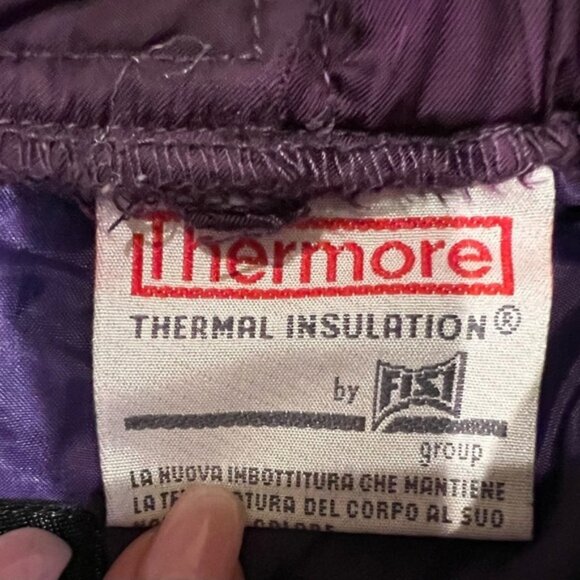 Thermore
THERMAL INSULATION®
by FISI
group
LA NUOVA IMBOTTITURA CHE MANTIENE
LA DEL CORPO AL SUO